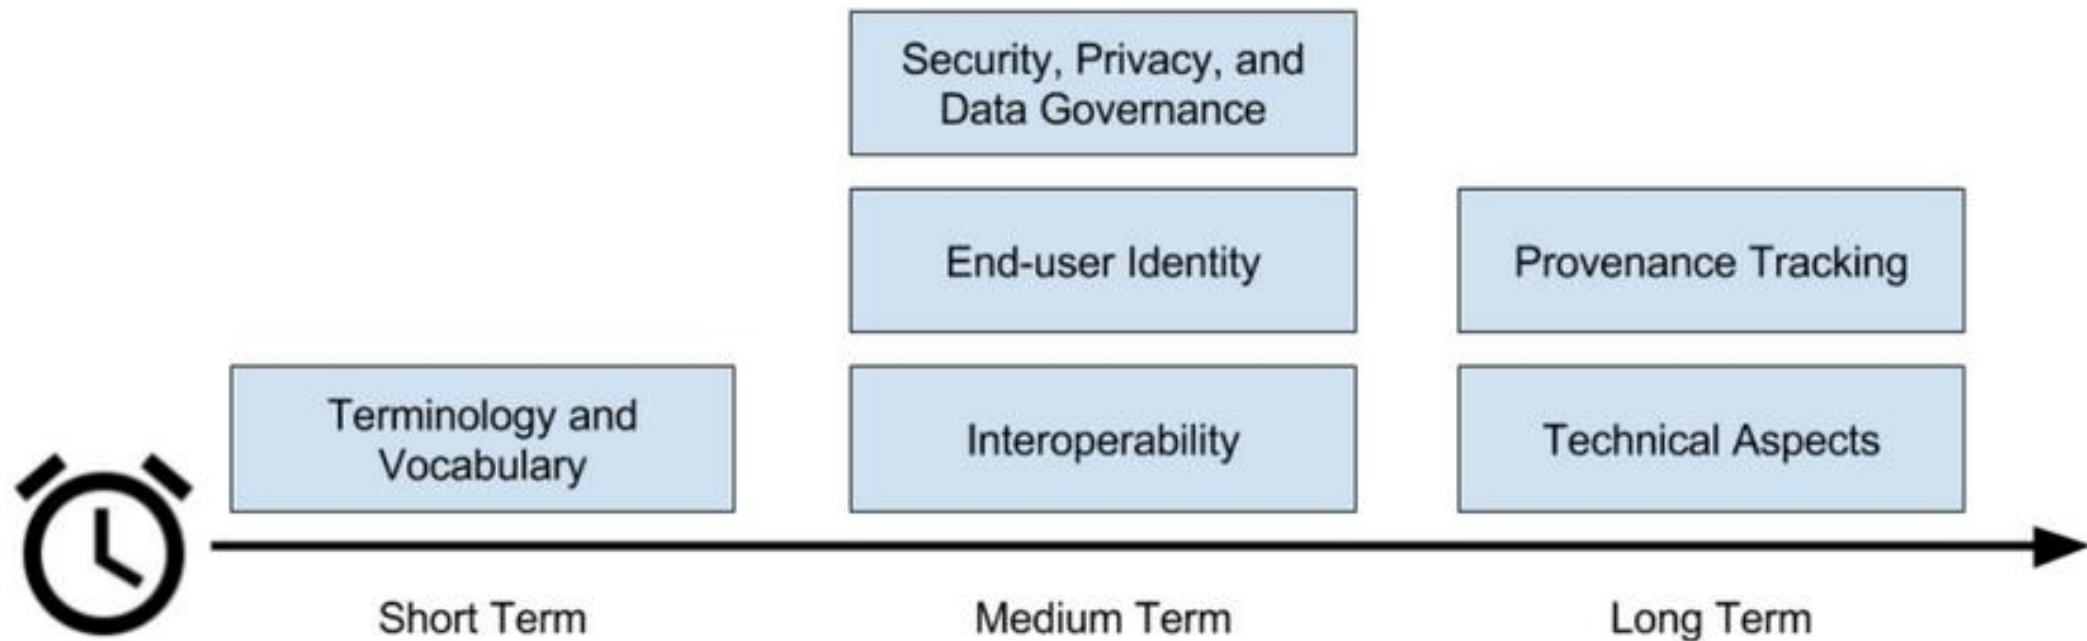 Security, Privacy, and
Data Governance
End-user Identity
Provenance Tracking
Terminology and
Vocabulary
Interoperability
Technical Aspects
Short Term
Medium Term
Long Term